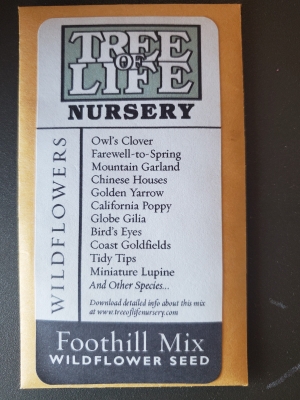 TREE
OF
LIFE
NURSERY
WILDFLOWERS
Owl's Clover
Farewell-to-Spring
Mountain Garland
Chinese Houses
Golden Yarrow
California Poppy
Globe Gilia
Bird's Eyes
Coast Goldfields
Tidy Tips
Miniature Lupine
And Other Species...
Download detailed info about this mix
at www.treeoflifenursery.com
Foothill Mix
WILDFLOWER SEED